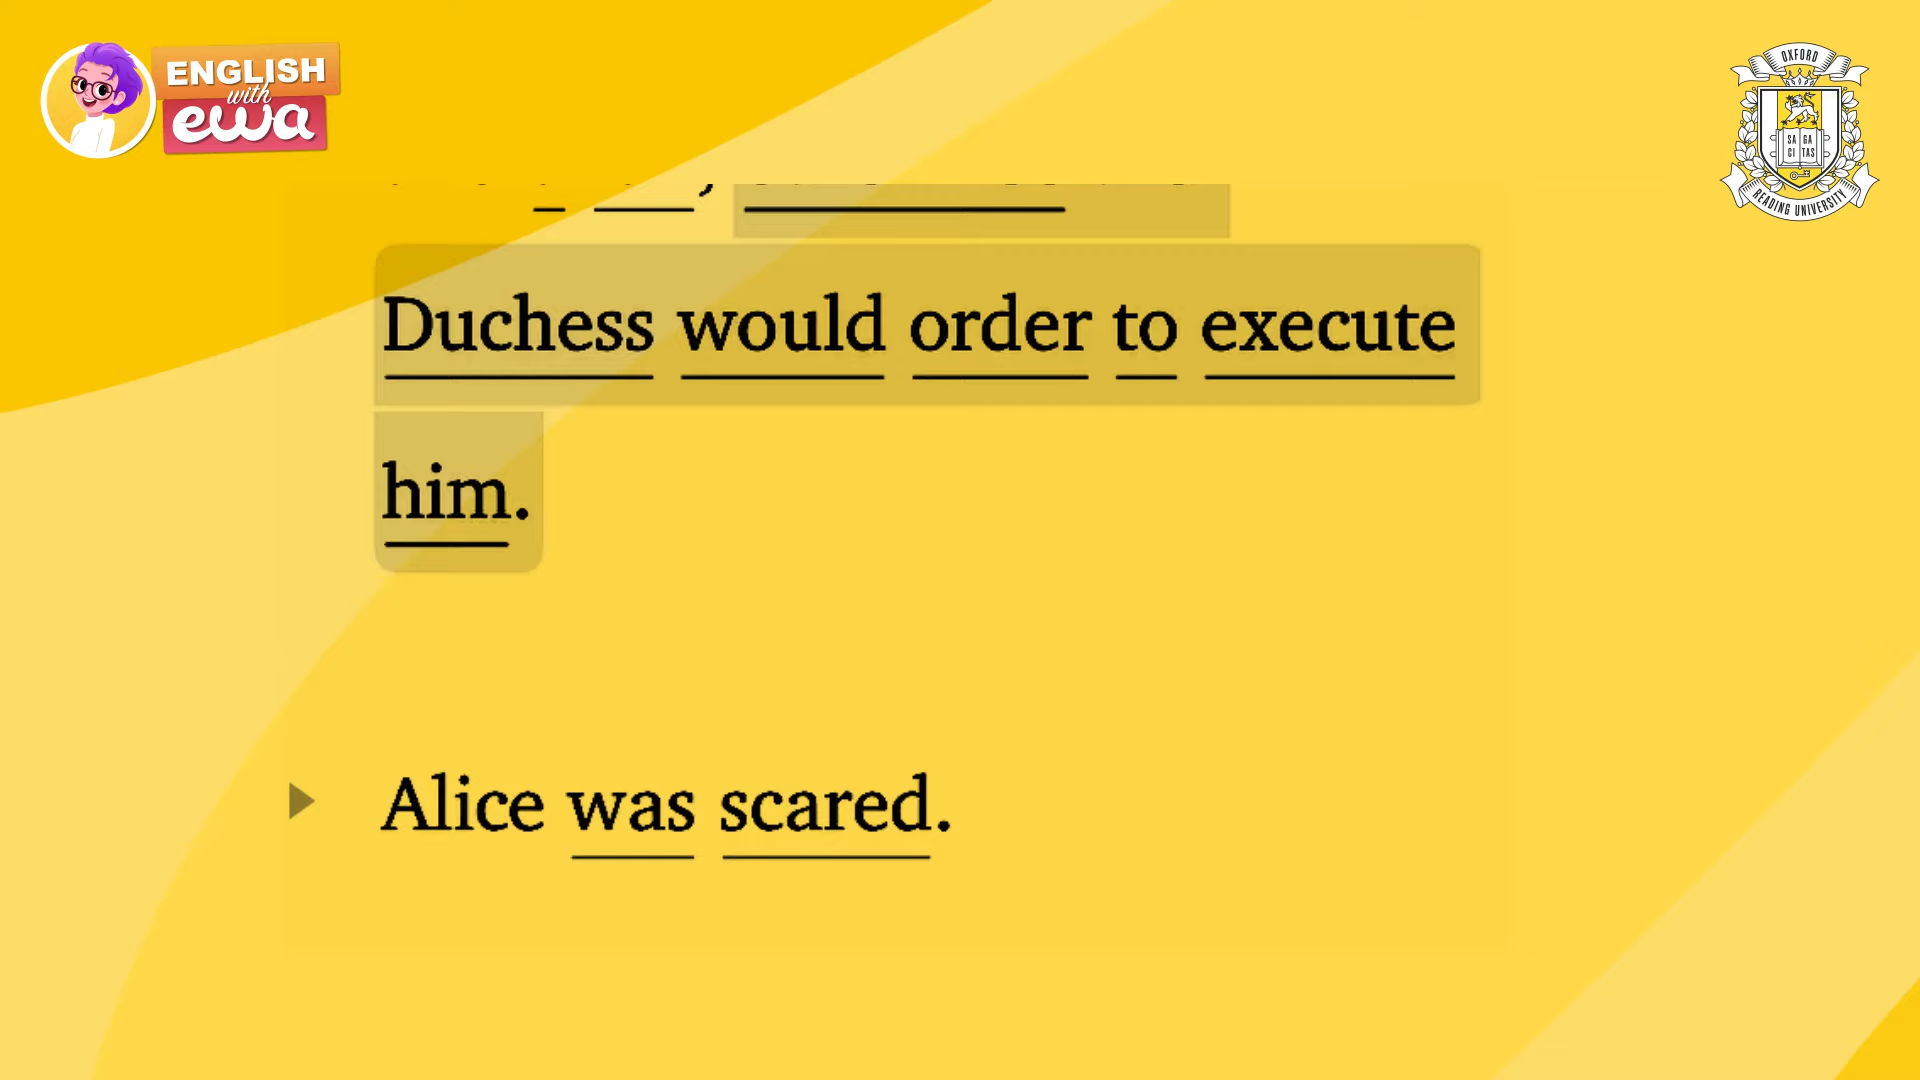 ENGLISH
with
ewa
OXFORD
SA GA
CI TAS
READING UNIVERSITY
Duchess would order to execute
him.
Alice was scared.